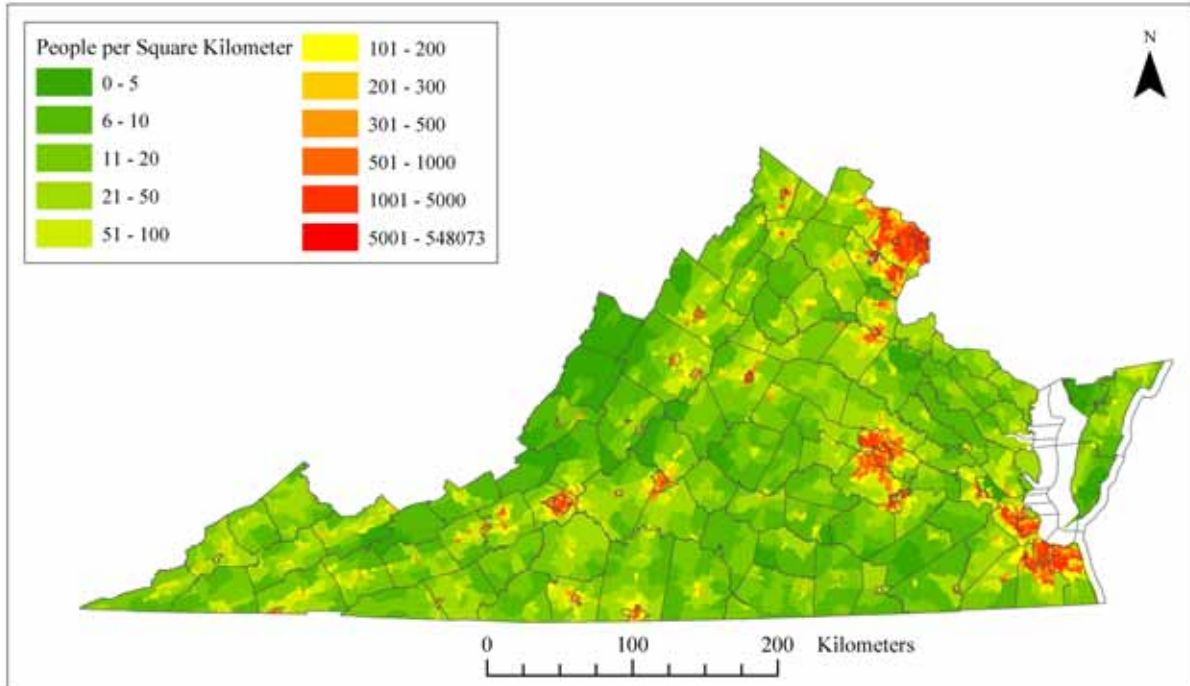 People per Square Kilometer
0 - 5
6 - 10
11 - 20
21 - 50
51 - 100
101 - 200
201 - 300
301 - 500
501 - 1000
1001 - 5000
5001 - 548073
N
0 100 200 Kilometers